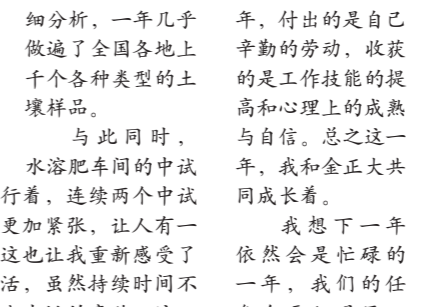 细分析，一年几乎
做遍了全国各地上
千个各种类型的土
壤样品。
与此同时，
水溶肥车间的中试
行着，连续两个中试
更加紧张，让人有一
这也让我重新感受了
活，虽然持续时间不
年，付出的是自己
辛勤的劳动，收获
的是工作技能的提
高和心理上的成熟
与自信。总之这一
年，我和金正大共
同成长着。
我想下一年
依然会是忙碌的
一年，我们的任